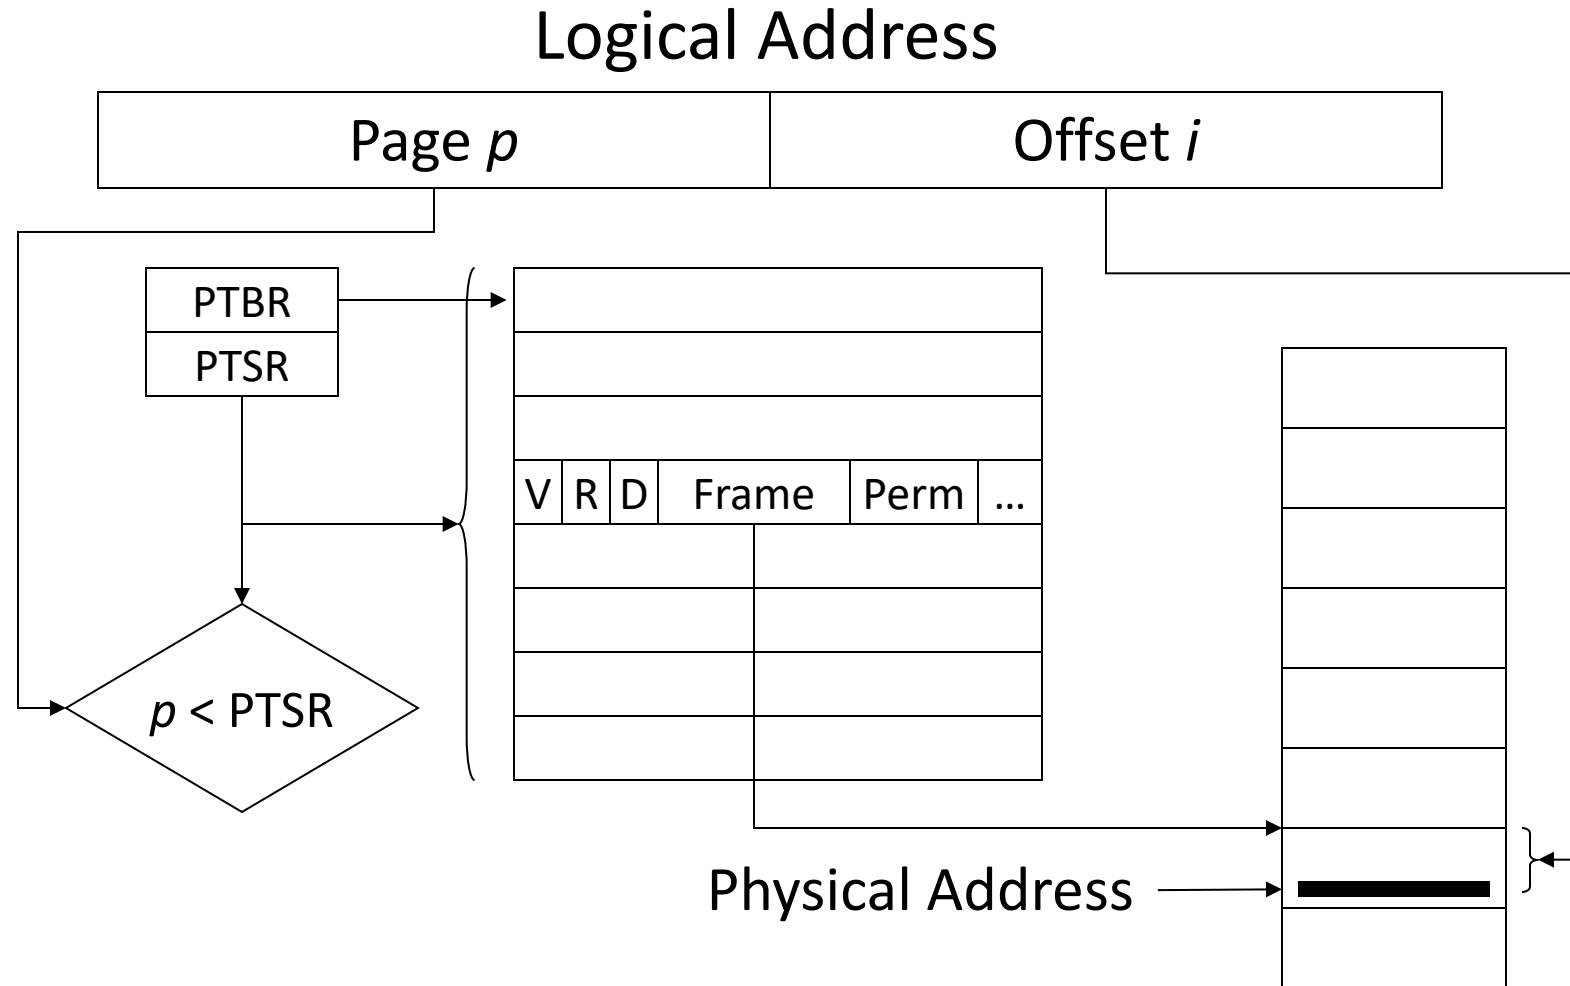 Logical Address
Page p
Offset i
PTBR
PTSR
V
R
D
Frame
Perm
...
p < PTSR
Physical Address